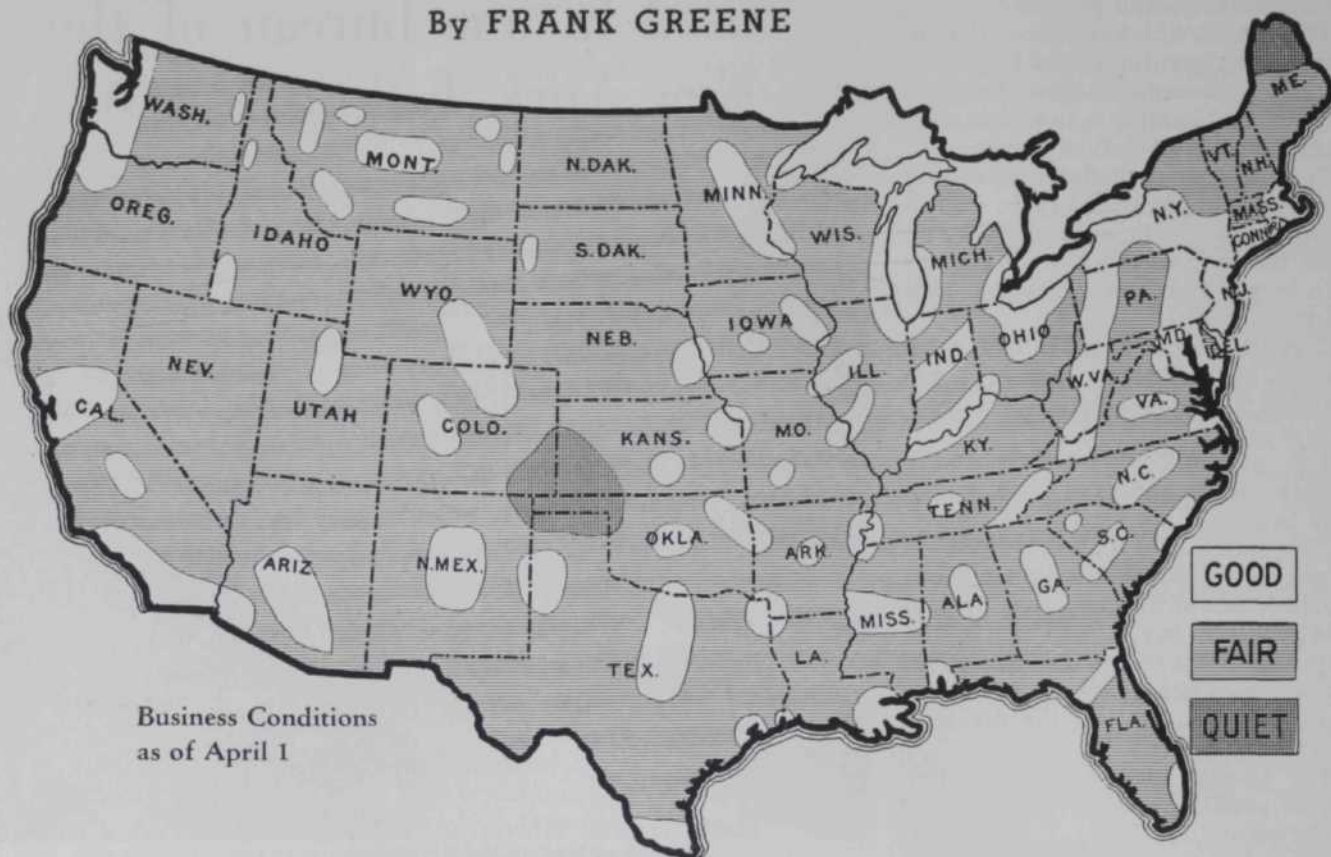 By FRANK GREENE
WASH.
MONT.
N.DAK.
MINN.
ME.
VT.
N.H.
OREG.
IDAHO
S.DAK.
WIS.
MICH.
N.Y.
MASS.
CONN.
WYO.
NEB.
IOWA
PA.
N.J.
NEV.
UTAH
COLO.
KANS.
MO.
ILL.
IND.
OHIO
W.VA.
MD.
DEL.
VA.
CAL.
KY.
ARIZ
N.MEX.
OKLA.
ARK.
TENN.
N.C.
S.C.
MISS.
ALA
GA.
TEX.
LA.
FLA.
GOOD
FAIR
QUIET
Business Conditions
as of April 1